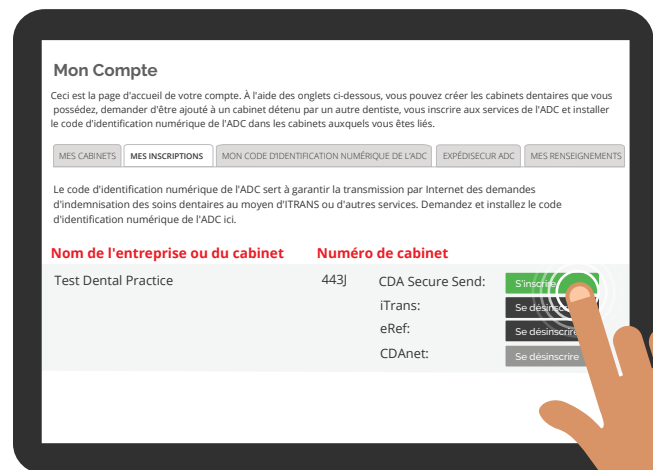 Mon Compte
Ceci est la page d'accueil de votre compte. À l'aide des onglets ci-dessous, vous pouvez créer les cabinets dentaires que vous
possédez, demander d'être ajouté à un cabinet détenu par un autre dentiste, vous inscrire aux services de l'ADC et installer
le code d'identification numérique de l'ADC dans les cabinets auxquels vous êtes liés.
MES CABINETS MES INSCRIPTIONS MON CODE D'IDENTIFICATION NUMÉRIQUE DE L'ADC EXPÉDISECUR ADC MES RENSEIGNEMENTS
Le code d'identification numérique de l'ADC sert à garantir la transmission par Internet des demandes
d'indemnisation des soins dentaires au moyen d'ITRANS ou d'autres services. Demandez et installez le code
d'identification numérique de l'ADC ici.
Nom de l'entreprise ou du cabinet Numéro de cabinet
Test Dental Practice 443J CDA Secure Send: S'inscrire
iTrans: Se désinscrire
eRef: Se désinscrire
CDAnet: Se désinscrire